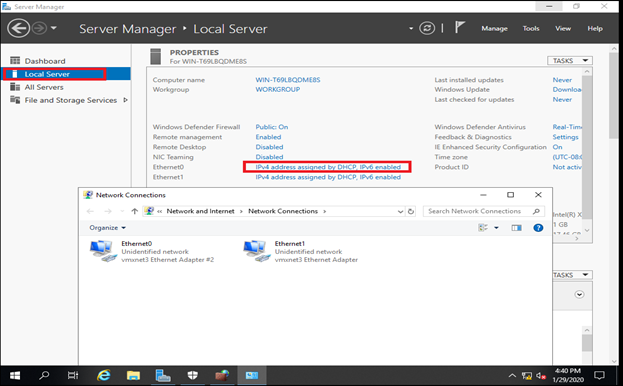 Server Manager
Server Manager ▸ Local Server
Manage Tools View Help
Dashboard
Local Server
All Servers
File and Storage Services
PROPERTIES
For WIN-T69LBQDME8S
TASKS
Computer name WIN-T69LBQDME8S
Workgroup WORKGROUP
Last installed updates Never
Windows Update Downloa
Last checked for updates Never
Windows Defender Firewall Public: On
Remote management Enabled
Remote Desktop Disabled
NIC Teaming Disabled
Ethernet0 IPv4 address assigned by DHCP, IPv6 enabled
Ethernet1 IPv4 address assigned by DHCP, IPv6 enabled
Windows Defender Antivirus Real-Time
Feedback & Diagnostics Settings
IE Enhanced Security Configuration On
Time zone (UTC-08:0
Product ID Not activ
Intel(R) X
1 GB
TASKS
Network Connections
« Network and Internet › Network Connections ›
Search Network Connections
Organize
Ethernet0
Unidentified network
vmxnet3 Ethernet Adapter #2
Ethernet1
Unidentified network
vmxnet3 Ethernet Adapter
4:40 PM
1/29/2020